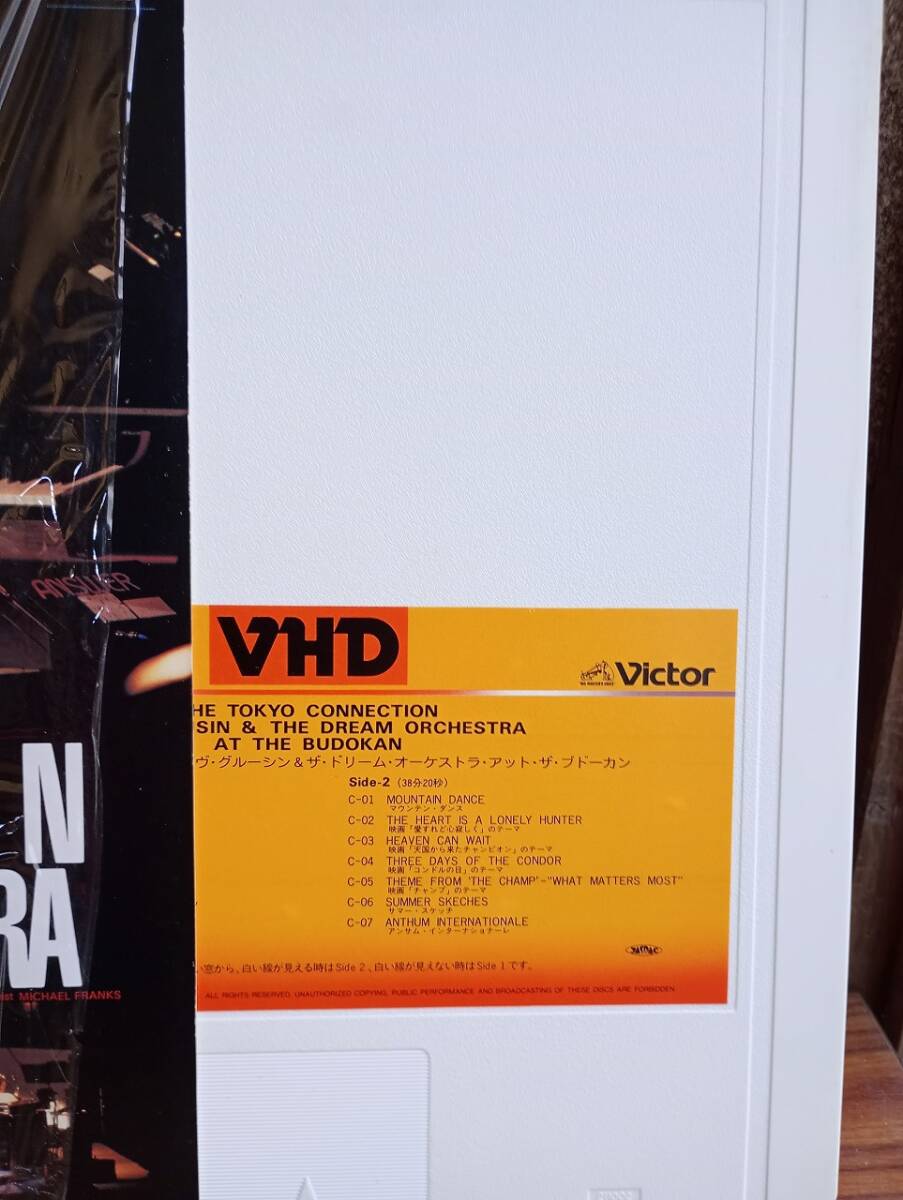 ANSWER
N
RA
st MICHAEL FRANKS
VHD
Victor
HE TOKYO CONNECTION
SIN & THE DREAM ORCHESTRA
AT THE BUDOKAN
ヴ・グルーシン&ザ・ドリーム・オーケストラ・アット・ザ・ブドーカン
Side-2 (38分20秒)
C-01 MOUNTAIN DANCE
マウンテン・ダンス
C-02 THE HEART IS A LONELY HUNTER
映画「愛すれど心寂しく」のテーマ
C-03 HEAVEN CAN WAIT
映画「天国から来たチャンピオン」のテーマ
C-04 THREE DAYS OF THE CONDOR
映画「コンドルの日」のテーマ
C-05 THEME FROM 'THE CHAMP'-"WHAT MATTERS MOST"
映画「チャンプ」のテーマ
C-06 SUMMER SKECHES
サマー・スケッチ
C-07 ANTHUM INTERNATIONALE
アンサム・インターナショナーレ
い窓から、白い線が見える時はSide 2、白い線が見えない時はSide 1です。
ALL RIGHTS RESERVED. UNAUTHORIZED COPYING, PUBLIC PERFORMANCE AND BROADCASTING OF THESE DISCS ARE FORBIDDEN.